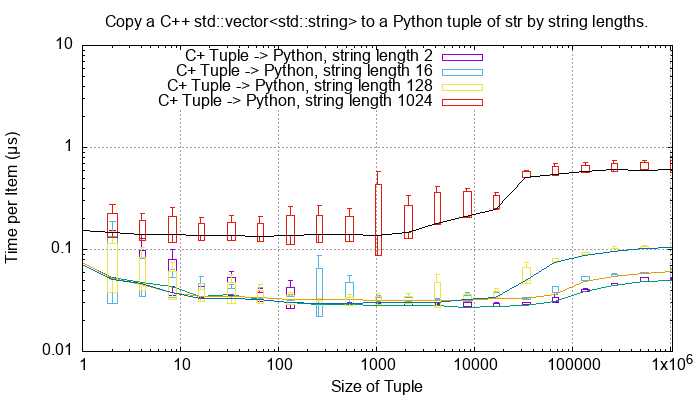 Copy a C++ std::vector<std::string> to a Python tuple of str by string lengths.
10
C+ Tuple -> Python, string length 2
C+ Tuple -> Python, string length 16
C+ Tuple -> Python, string length 128
C+ Tuple -> Python, string length 1024
1
0.1
0.01
Time per Item (µs)
1 10 100 1000 10000 100000 1x10⁶
Size of Tuple